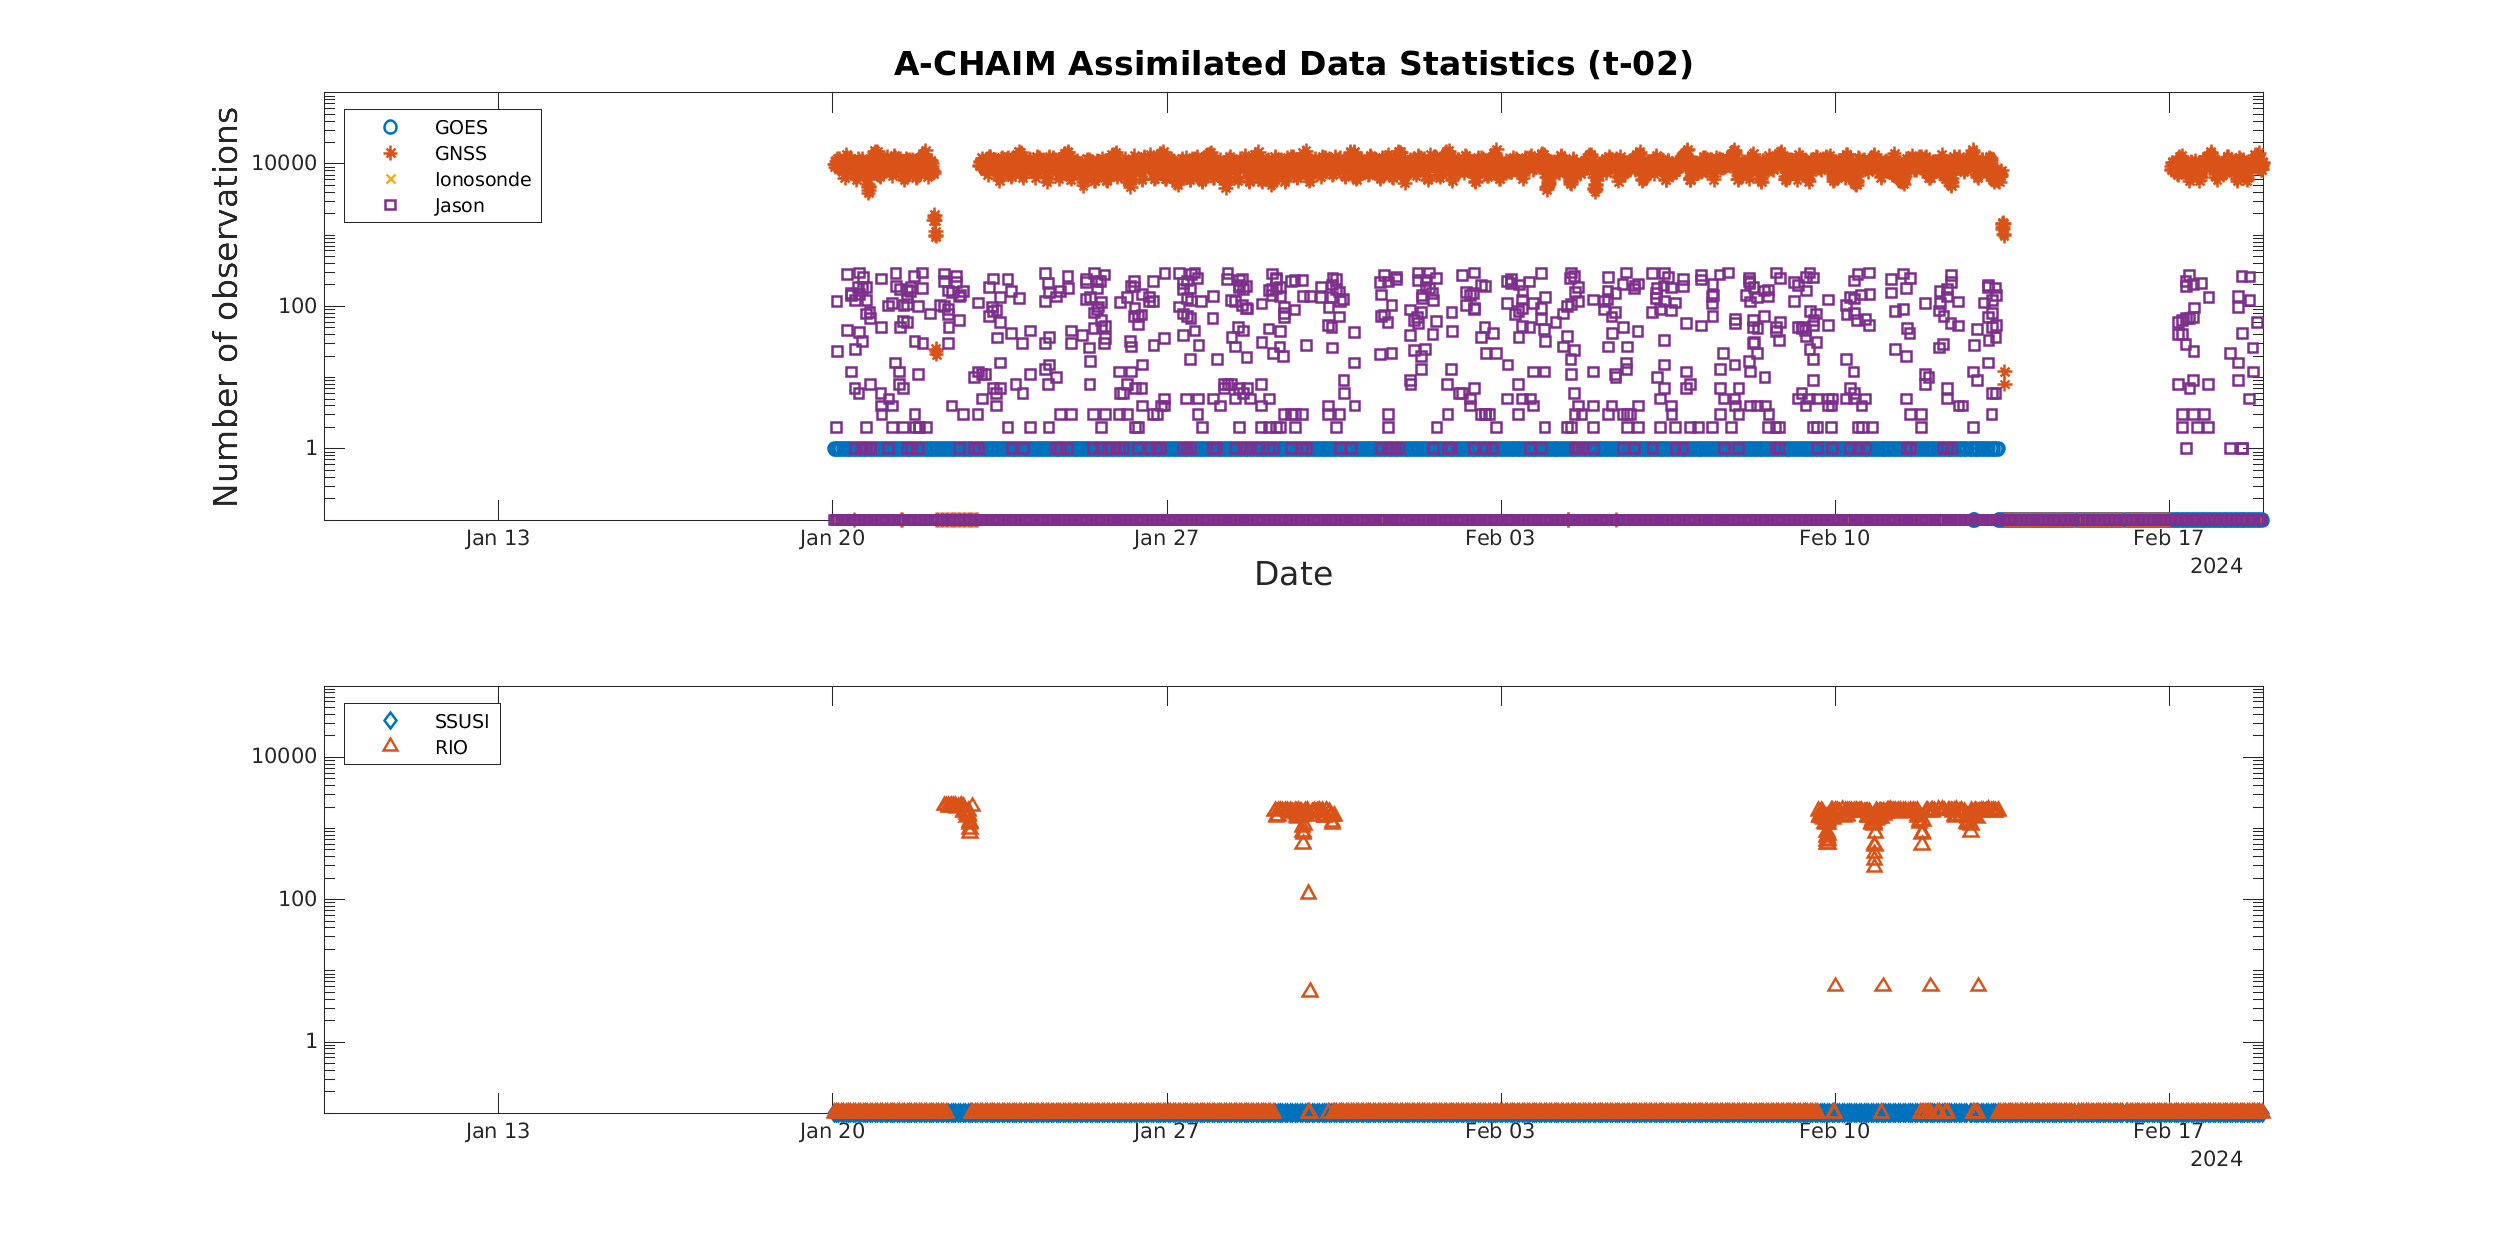 A-CHAIM Assimilated Data Statistics (t-02)
Number of observations
10000
100
1
GOES
GNSS
Ionosonde
Jason
Jan 13
Jan 20
Jan 27
Feb 03
Feb 10
Feb 17
2024
Date
10000
100
1
SSUSI
RIO
Jan 13
Jan 20
Jan 27
Feb 03
Feb 10
Feb 17
2024